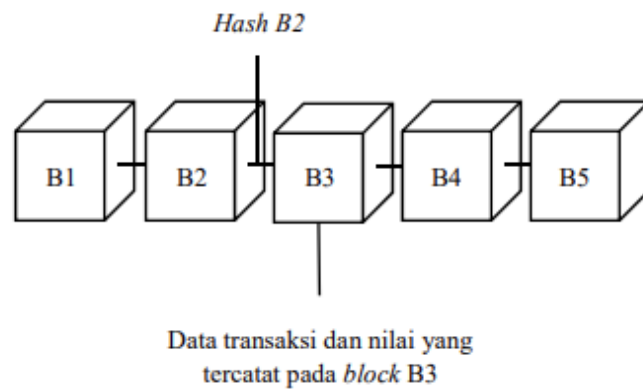 Hash B2
B1 B2 B3 B4 B5
Data transaksi dan nilai yang
tercatat pada block B3